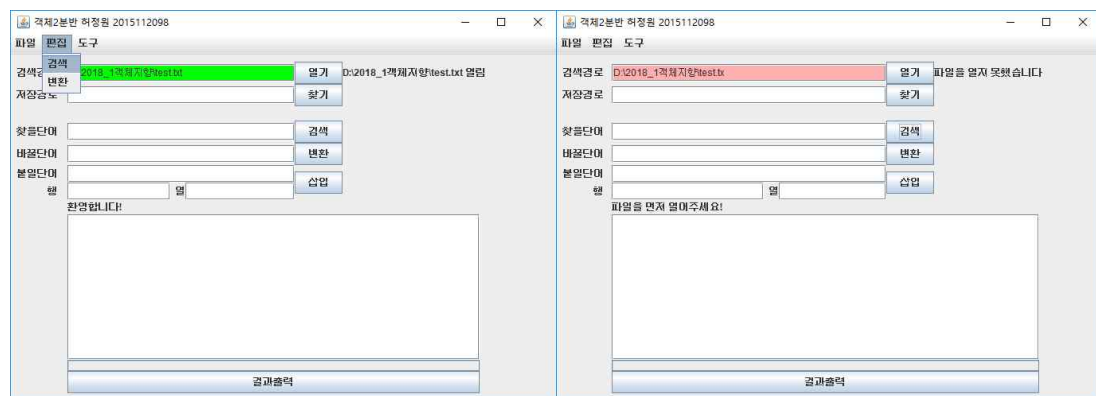 객체2분반 허정원 2015112098
파일 편집 도구
검색
변환
검색경로 2018_1객체지향\test.txt 열기 D:\2018_1객체지향\test.txt 열림
저장경로 찾기
찾을단어 검색
바꿀단어 변환
붙일단어 삽입
행 열
환영합니다!
결과출력
객체2분반 허정원 2015112098
파일 편집 도구
검색경로 D:\2018_1객체지향\test.tx 열기 파일을 열지 못했습니다
저장경로 찾기
찾을단어 검색
바꿀단어 변환
붙일단어 삽입
행 열
파일을 먼저 열어주세요!
결과출력